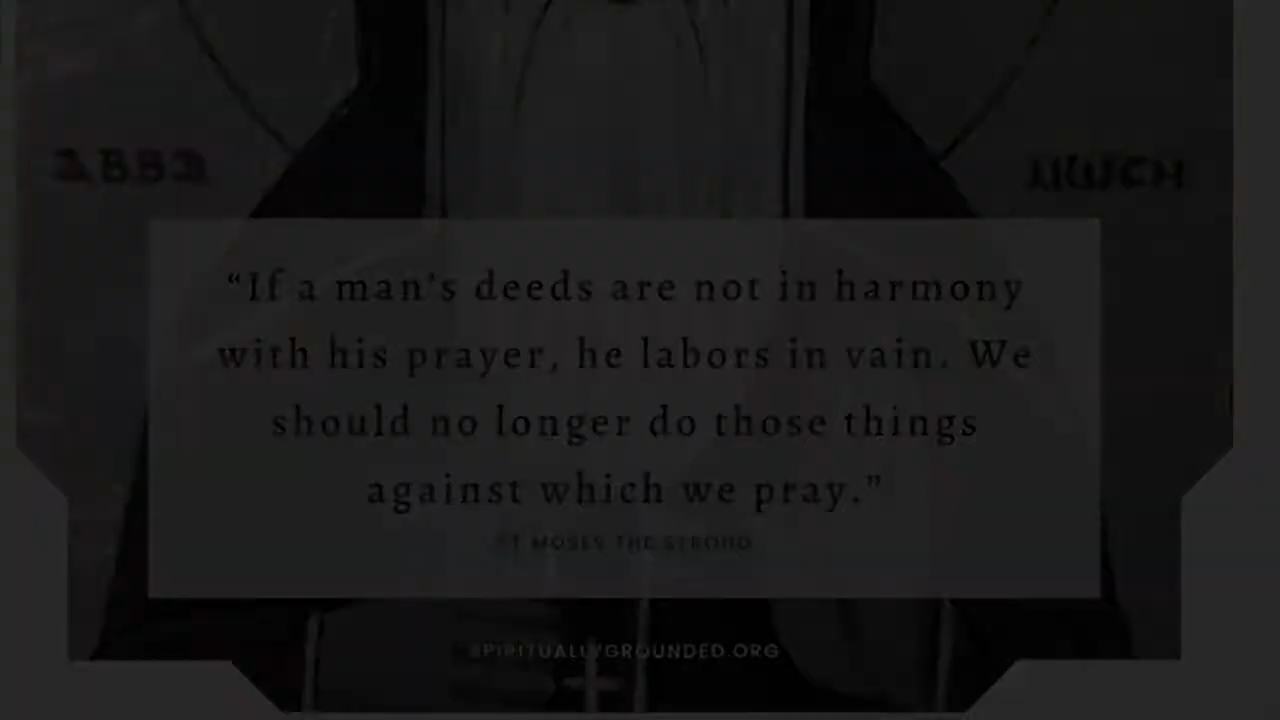 “If a man's deeds are not in harmony
with his prayer, he labors in vain. We
should no longer do those things
against which we pray.”
ST MOSES THE STRONG
SPIRITUALLYGROUNDED.ORG